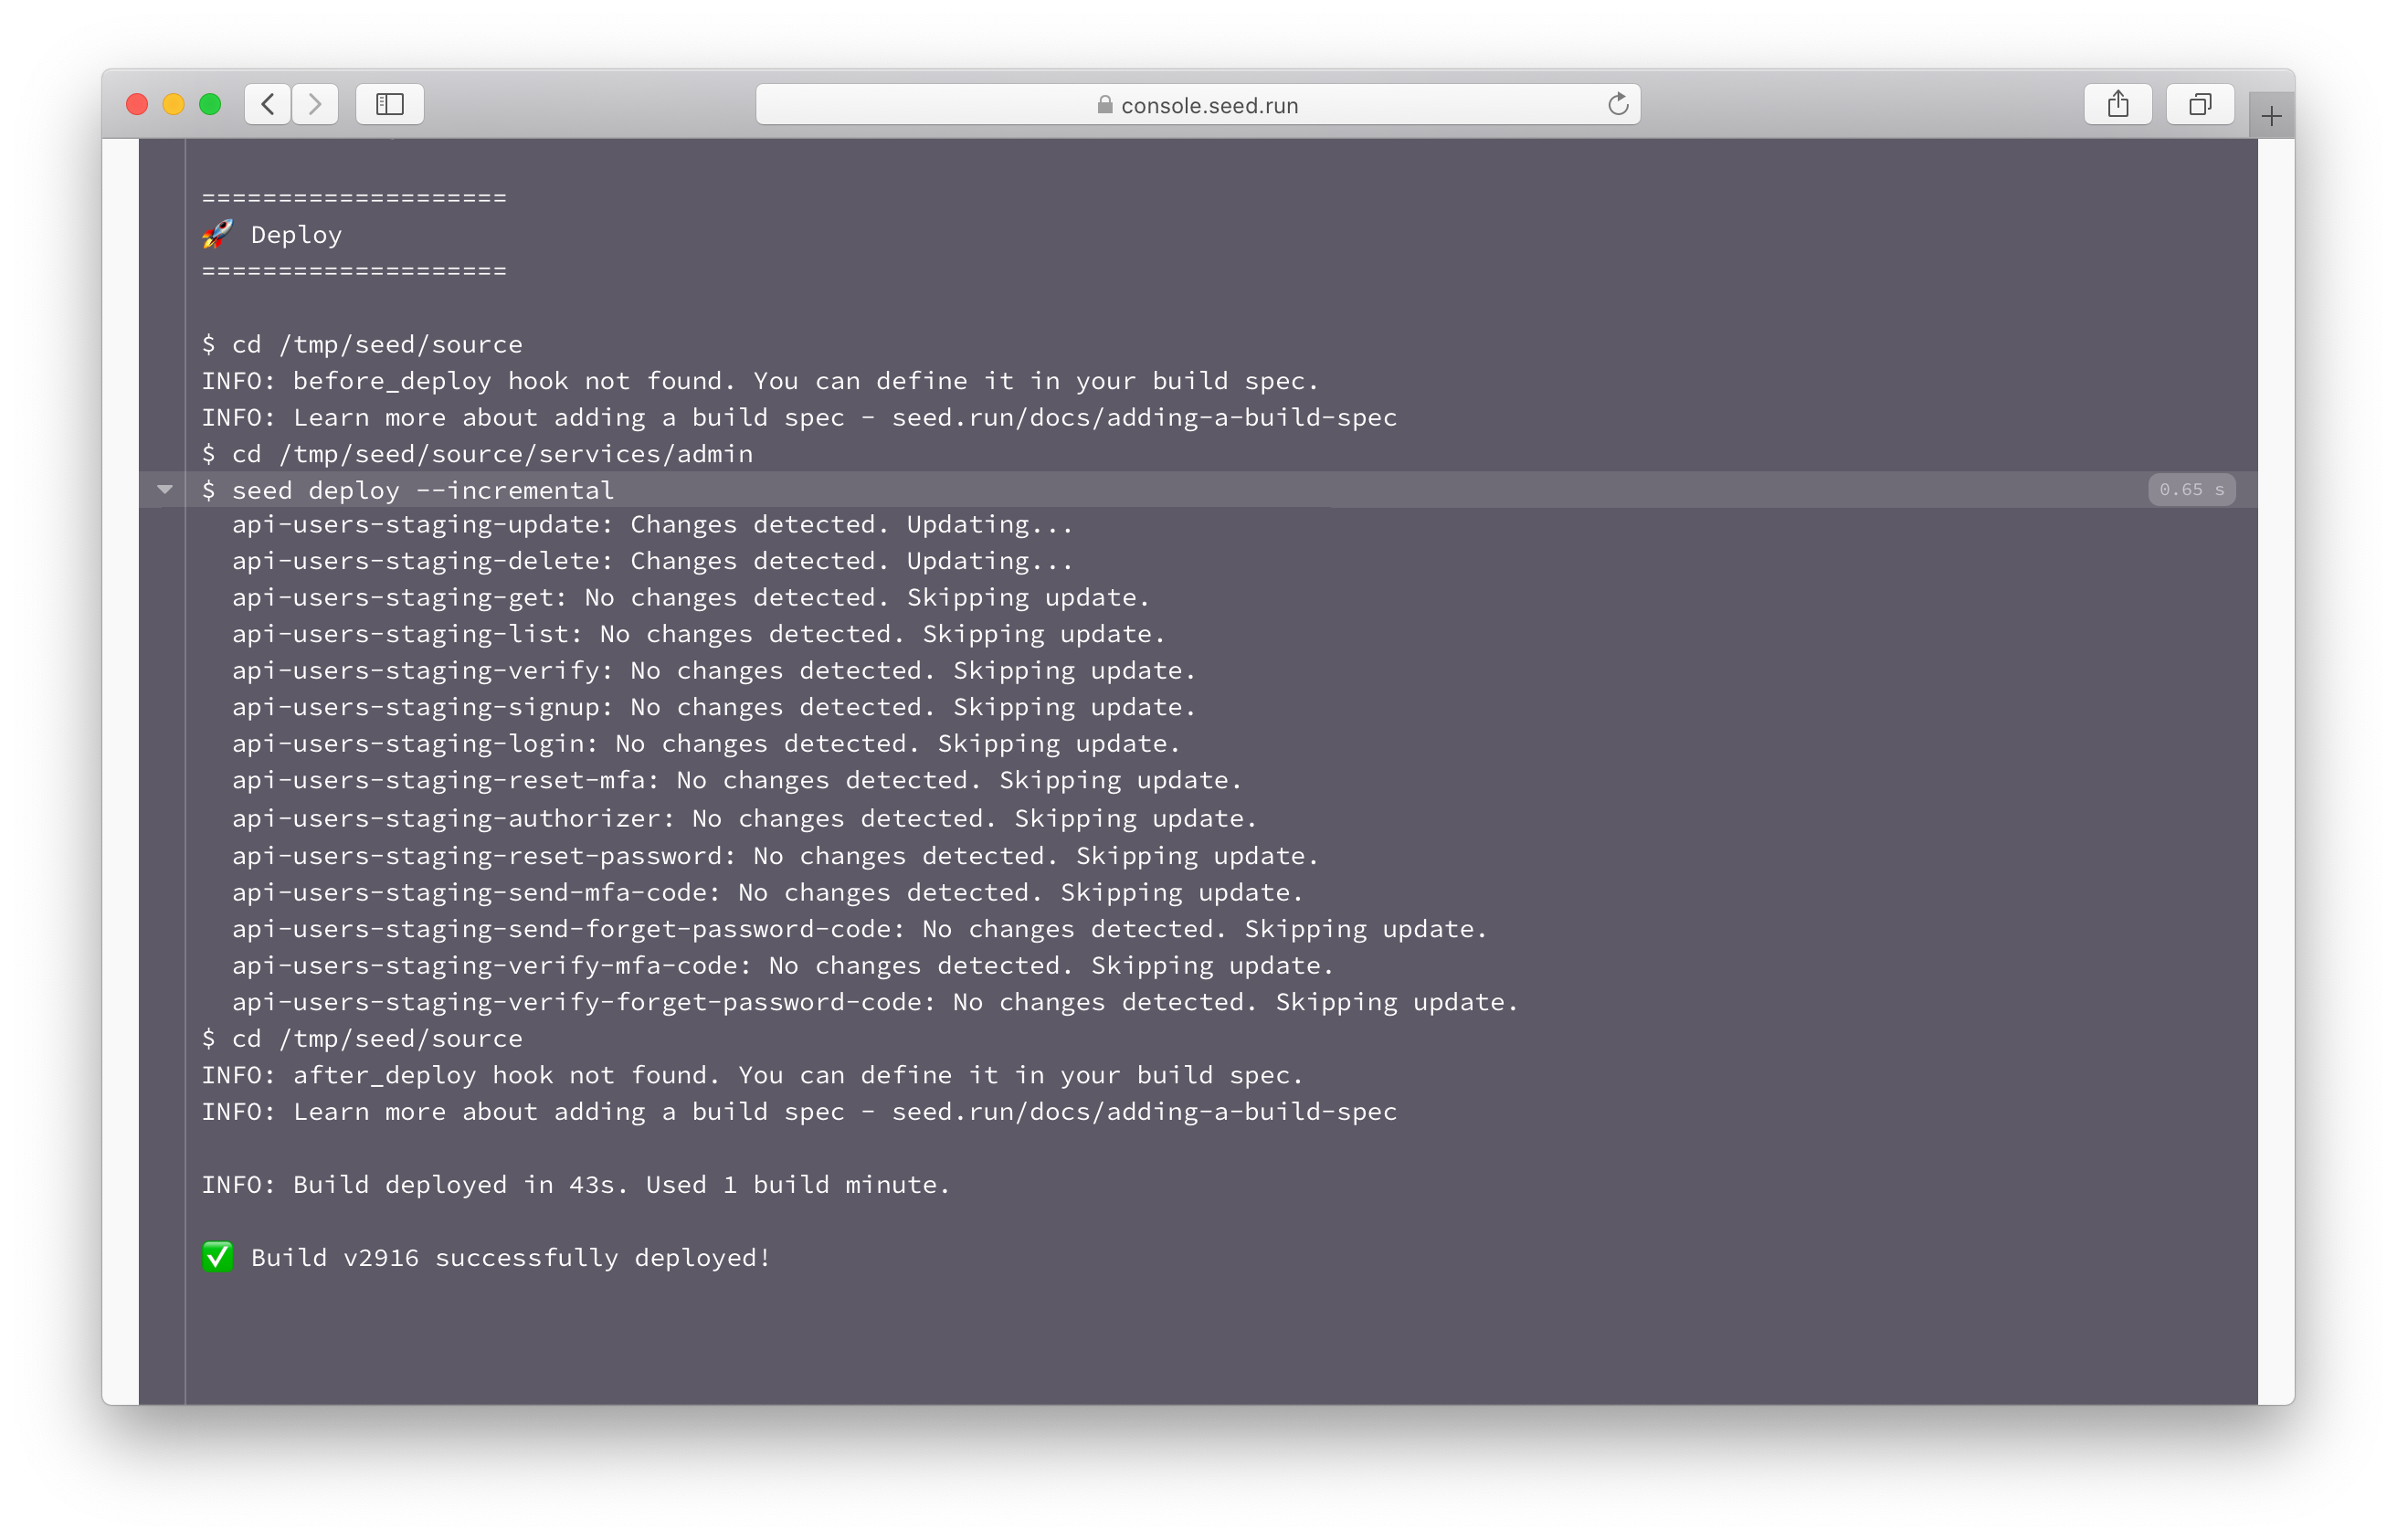 console.seed.run
====================
🚀 Deploy
====================
$ cd /tmp/seed/source
INFO: before_deploy hook not found. You can define it in your build spec.
INFO: Learn more about adding a build spec - seed.run/docs/adding-a-build-spec
$ cd /tmp/seed/source/services/admin
$ seed deploy --incremental 0.65 s
api-users-staging-update: Changes detected. Updating...
api-users-staging-delete: Changes detected. Updating...
api-users-staging-get: No changes detected. Skipping update.
api-users-staging-list: No changes detected. Skipping update.
api-users-staging-verify: No changes detected. Skipping update.
api-users-staging-signup: No changes detected. Skipping update.
api-users-staging-login: No changes detected. Skipping update.
api-users-staging-reset-mfa: No changes detected. Skipping update.
api-users-staging-authorizer: No changes detected. Skipping update.
api-users-staging-reset-password: No changes detected. Skipping update.
api-users-staging-send-mfa-code: No changes detected. Skipping update.
api-users-staging-send-forget-password-code: No changes detected. Skipping update.
api-users-staging-verify-mfa-code: No changes detected. Skipping update.
api-users-staging-verify-forget-password-code: No changes detected. Skipping update.
$ cd /tmp/seed/source
INFO: after_deploy hook not found. You can define it in your build spec.
INFO: Learn more about adding a build spec - seed.run/docs/adding-a-build-spec
INFO: Build deployed in 43s. Used 1 build minute.
✅ Build v2916 successfully deployed!